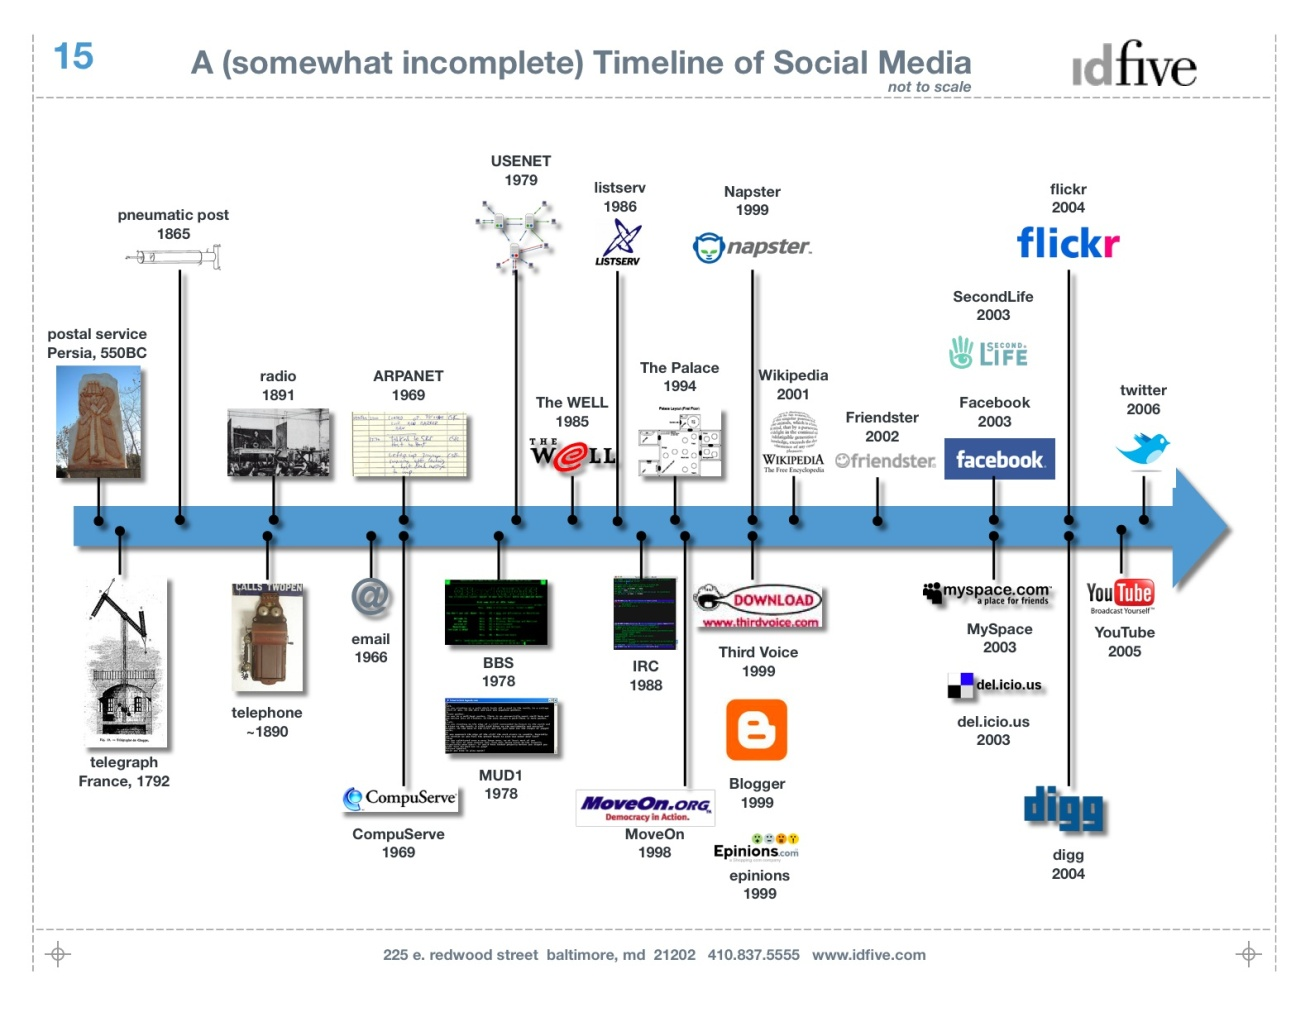 15
A (somewhat incomplete) Timeline of Social Media
not to scale
idfive
USENET
1979
listserv
1986
LISTSERV
Napster
1999
napster
flickr
2004
flickr
pneumatic post
1865
SecondLife
2003
SECOND
LIFE
postal service
Persia, 550BC
radio
1891
ARPANET
1969
The WELL
1985
THE
WELL
The Palace
1994
Wikipedia
2001
WIKIPEDIA
The Free Encyclopedia
Friendster
2002
friendster
Facebook
2003
facebook
twitter
2006
telegraph
France, 1792
CALLS TWOPEN
telephone
~1890
@
email
1966
CompuServe
CompuServe
1969
BBS
1978
MUD1
1978
IRC
1988
MoveOn.ORG
Democracy in Action.
MoveOn
1998
DOWNLOAD
www.thirdvoice.com
Third Voice
1999
Blogger
1999
Epinions.com
epinions
1999
myspace.com
a place for friends
MySpace
2003
del.icio.us
del.icio.us
2003
digg
digg
2004
YouTube
Broadcast Yourself™
YouTube
2005
225 e. redwood street baltimore, md 21202 410.837.5555 www.idfive.com